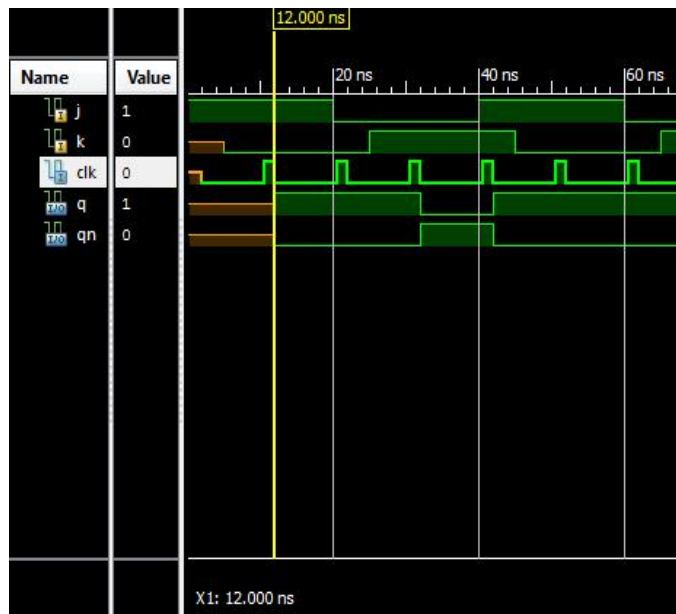 12.000 ns
Name Value
20 ns 40 ns 60 ns
j 1
k 0
clk 0
I/O q 1
I/O qn 0
X1: 12.000 ns